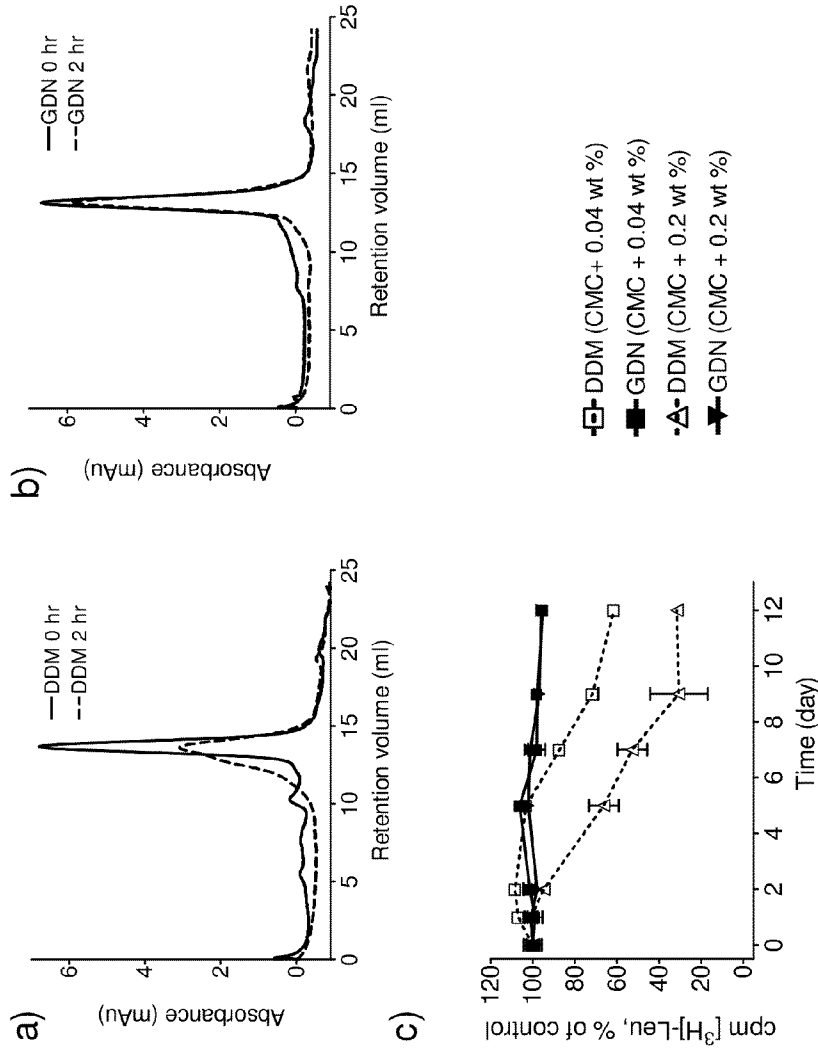 a)
DDM 0 hr
DDM 2 hr
Absorbance (mAu)
6
4
2
0
0 5 10 15 20 25
Retention volume (ml)
b)
GDN 0 hr
GDN 2 hr
Absorbance (mAu)
6
4
2
0
0 5 10 15 20 25
Retention volume (ml)
c)
cpm [³H]-Leu, % of control
120
100
80
60
40
20
0
0 2 4 6 8 10 12
Time (day)
DDM (CMC+ 0.04 wt %)
GDN (CMC + 0.04 wt %)
DDM (CMC + 0.2 wt %)
GDN (CMC + 0.2 wt %)